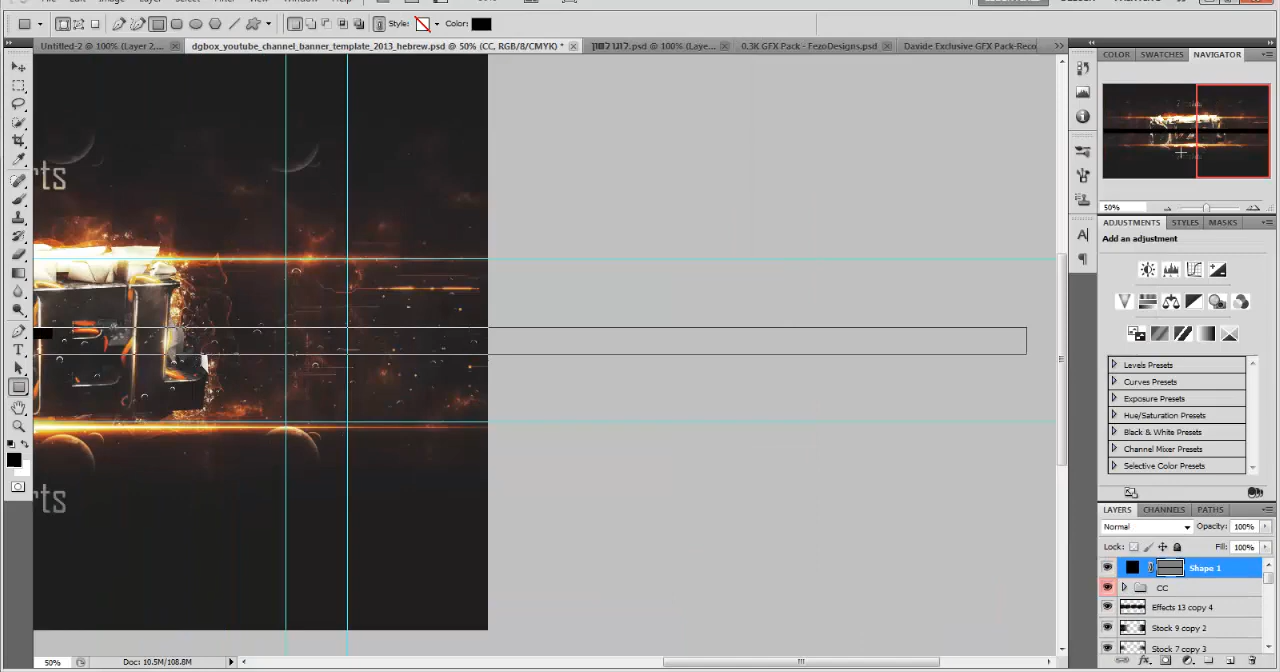 Style:
Color:
Untitled-2 @ 100% (Layer 2,...
dgbox_youtube_channel_banner_template_2013_hebrew.psd @ 50% (CC, RGB/8/CMYK) *
.psd @ 100% (Laye...
0.3K GFX Pack - FezoDesigns.psd
Davide Exclusive GFX Pack-Reco
COLOR
SWATCHES
NAVIGATOR
50%
ADJUSTMENTS
STYLES
MASKS
Add an adjustment
rts
Levels Presets
Curves Presets
Exposure Presets
Hue/Saturation Presets
Black & White Presets
Channel Mixer Presets
Selective Color Presets
rts
LAYERS
CHANNELS
PATHS
Normal
Opacity:
100%
Lock:
Fill:
100%
Shape 1
CC
Effects 13 copy 4
Stock 9 copy 2
Stock 7 copy 3
50%
Doc: 10.5M/108.8M